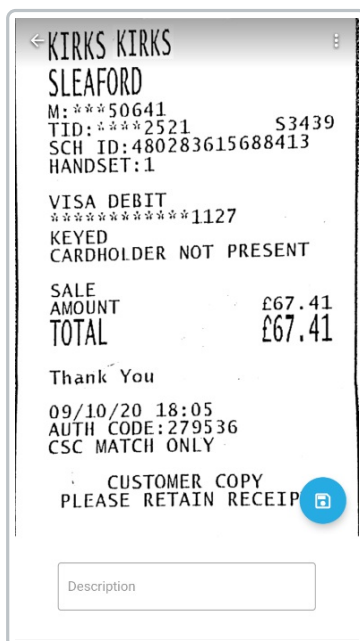 KIRKS KIRKS
SLEAFORD
M:***50641
TID:****2521 S3439
SCH ID:480283615688413
HANDSET:1
VISA DEBIT
************1127
KEYED
CARDHOLDER NOT PRESENT
SALE
AMOUNT £67.41
TOTAL £67.41
Thank You
09/10/20 18:05
AUTH CODE:279536
CSC MATCH ONLY
CUSTOMER COPY
PLEASE RETAIN RECEIP
Description